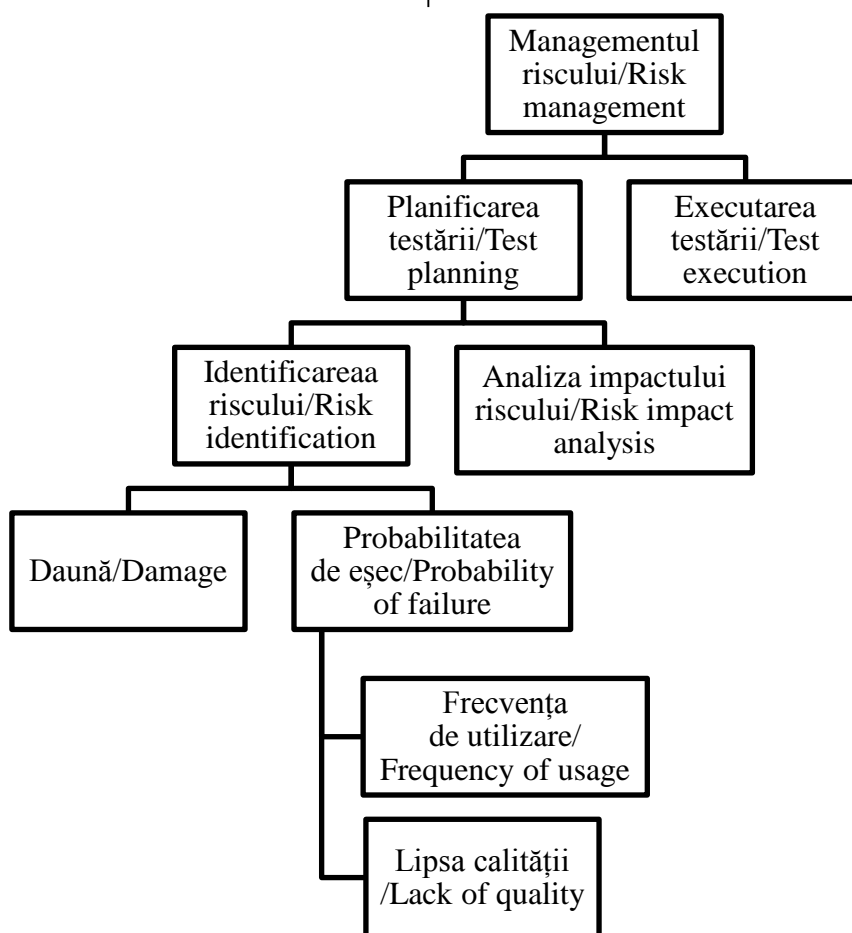 Managementul
riscului/Risk
management
Planificarea
testării/Test
planning
Executarea
testării/Test
execution
Identificareaa
riscului/Risk
identification
Analiza impactului
riscului/Risk impact
analysis
Daună/Damage
Probabilitatea
de eșec/Probability
of failure
Frecvența
de utilizare/
Frequency of usage
Lipsa calității
/Lack of quality